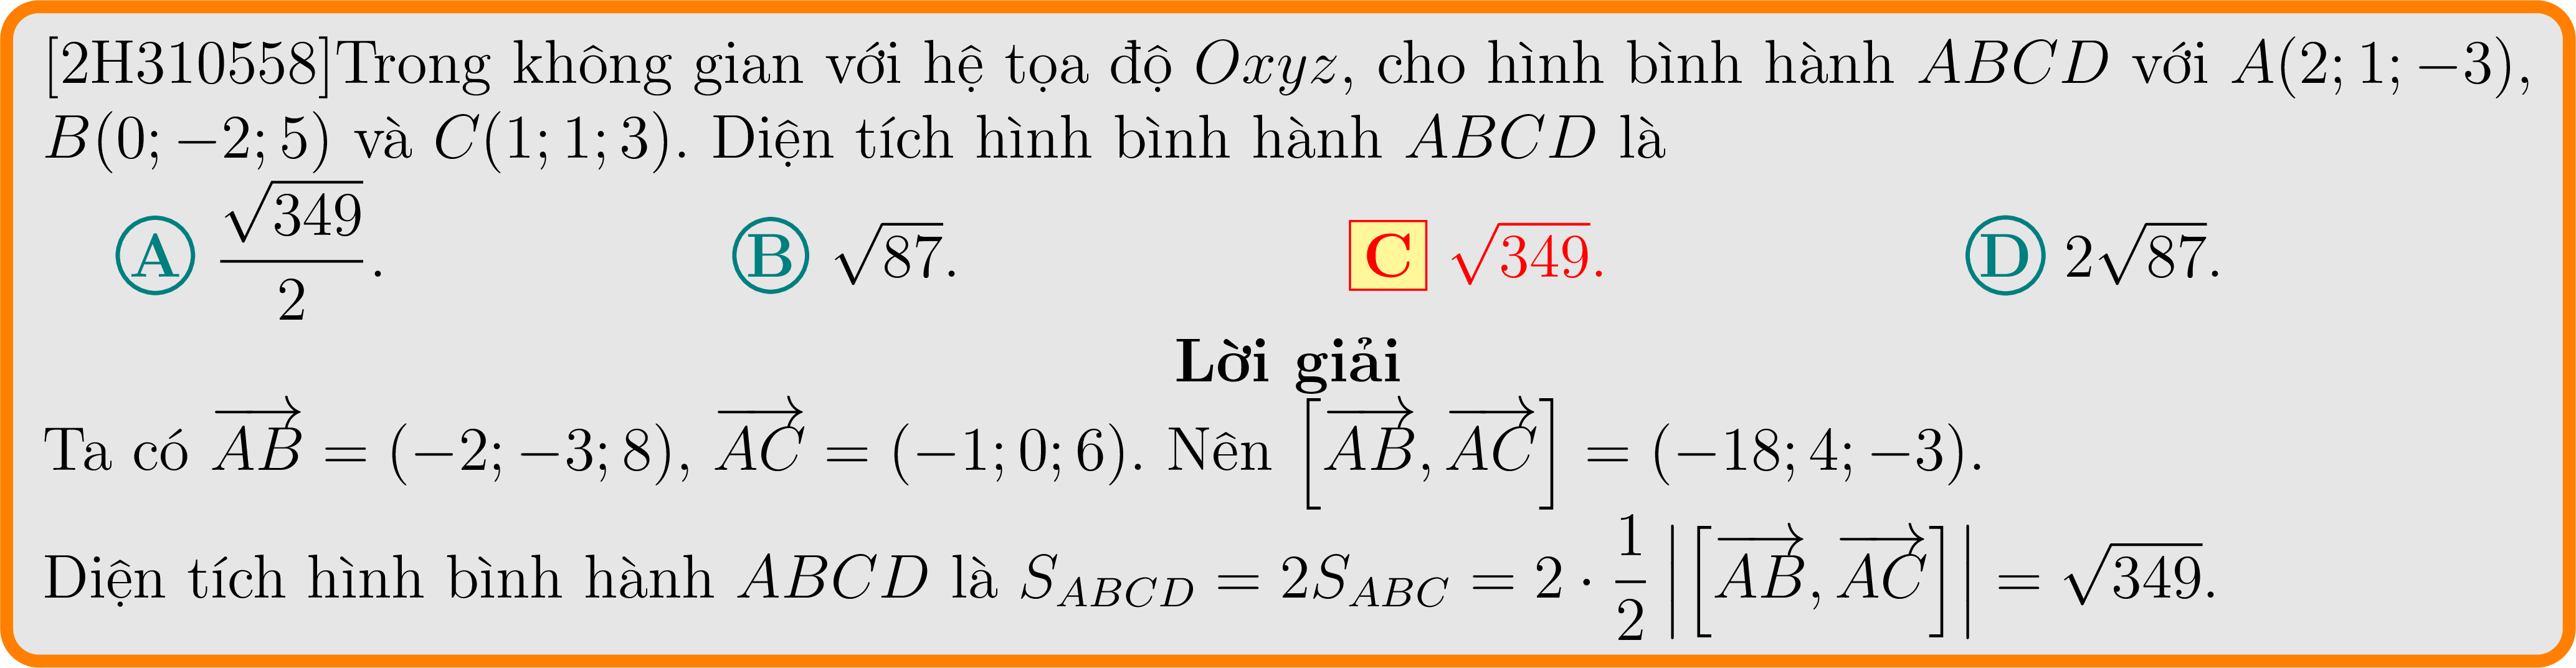 [2H310558]Trong không gian với hệ tọa độ Oxyz, cho hình bình hành ABCD với A(2; 1; −3),
B(0; −2; 5) và C(1; 1; 3). Diện tích hình bình hành ABCD là
A $\frac{\sqrt{349}}{2}$. B $\sqrt{87}$. C $\sqrt{349}$. D $2\sqrt{87}$.
Lời giải
Ta có $\overrightarrow{AB} = (−2; −3; 8)$, $\overrightarrow{AC} = (−1; 0; 6)$. Nên $\left[\overrightarrow{AB}, \overrightarrow{AC}\right] = (−18; 4; −3)$.
Diện tích hình bình hành ABCD là $S_{ABCD} = 2S_{ABC} = 2 \cdot \frac{1}{2} \left|\left[\overrightarrow{AB}, \overrightarrow{AC}\right]\right| = \sqrt{349}$.